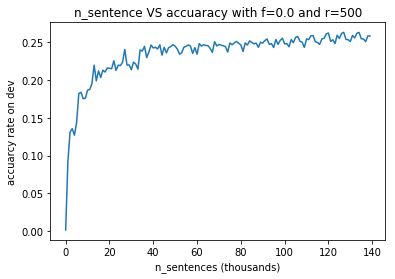 n_sentence VS accuaracy with f=0.0 and r=500
accuarcy rate on dev
0.25
0.20
0.15
0.10
0.05
0.00
0 20 40 60 80 100 120 140
n_sentences (thousands)